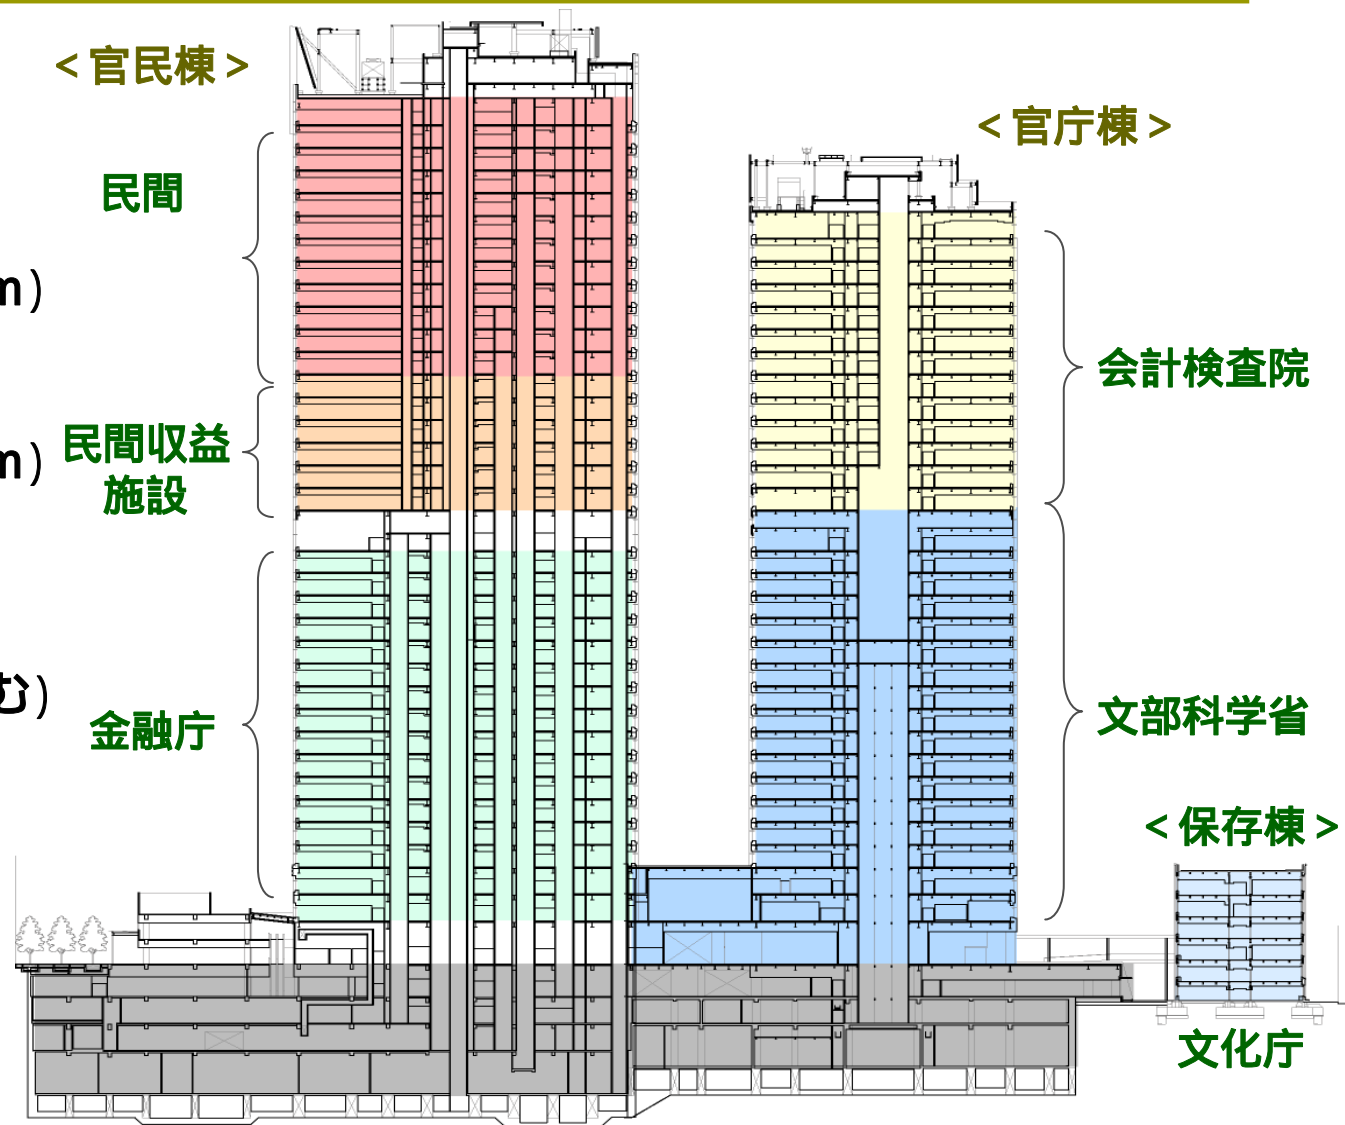 ＜官民棟＞
＜官庁棟＞
民間
m）
会計検査院
民間収益
施設
m）
む）
金融庁
文部科学省
＜保存棟＞
文化庁